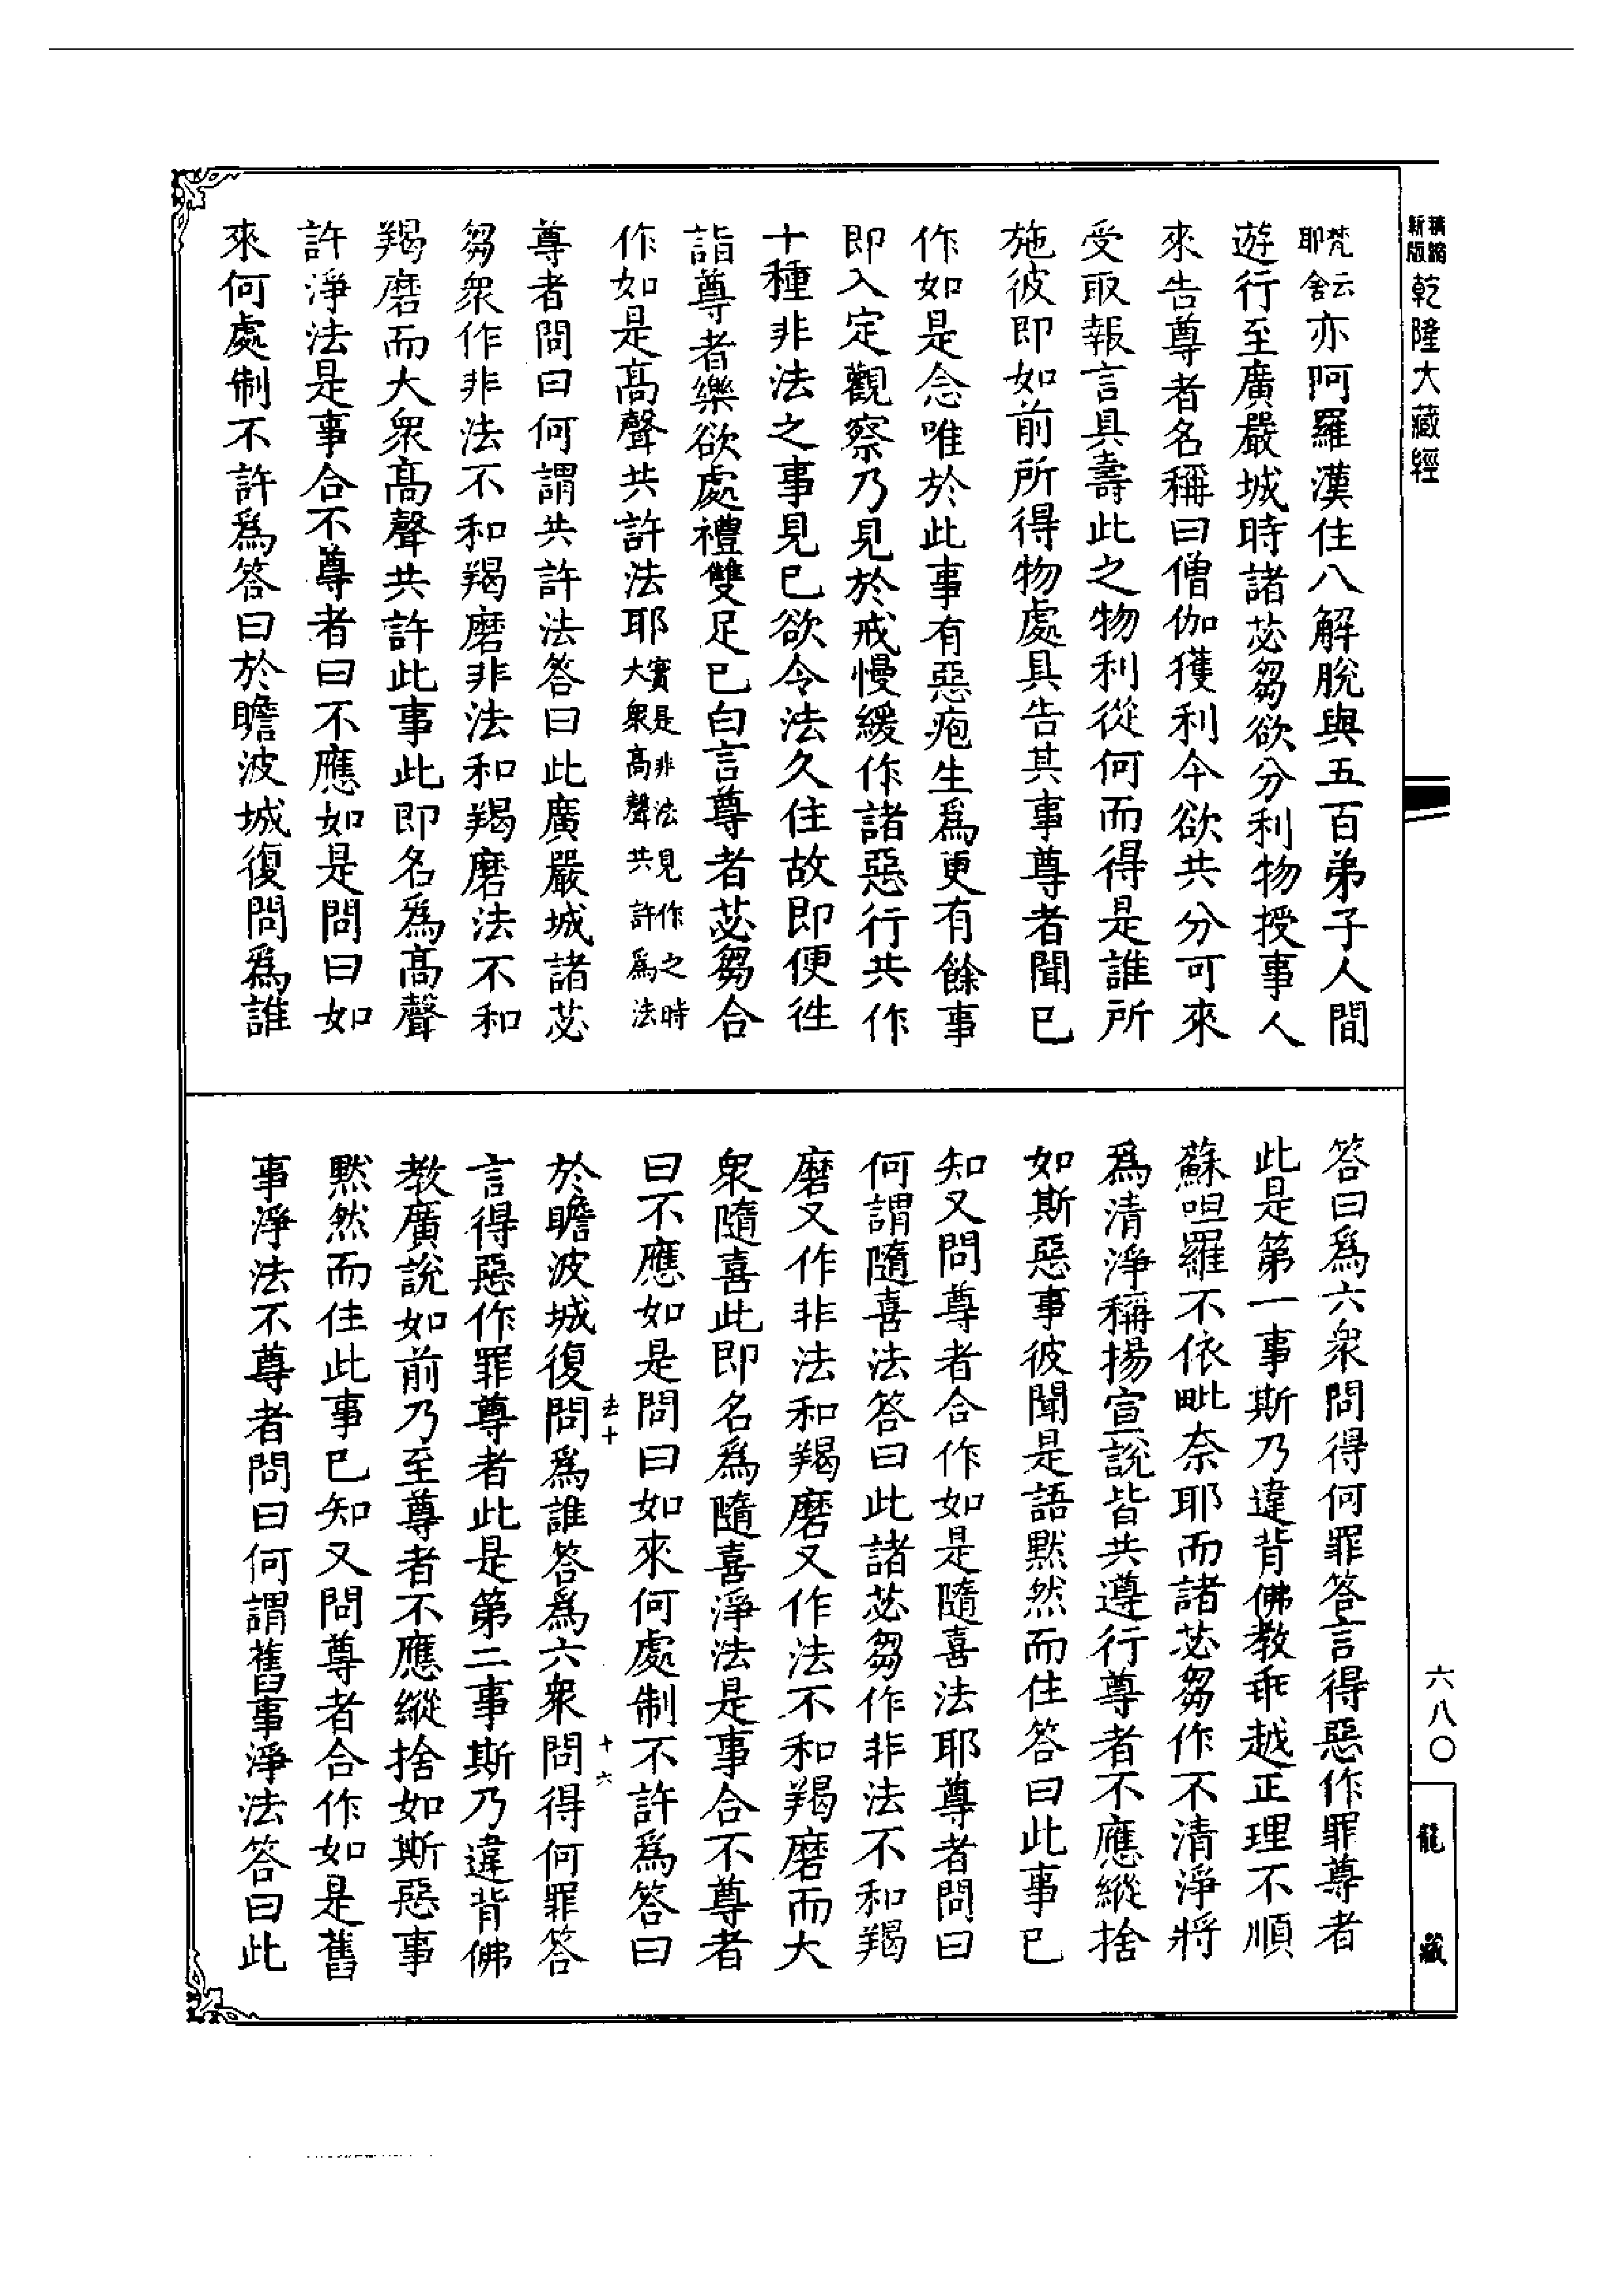 精縮新版乾隆大藏經
梵云耶舍亦阿羅漢住八解脫與五百弟子人間
遊行至廣嚴城時諸苾芻欲分利物授事人
來告尊者名稱曰僧伽獲利今欲共分可來
受取報言具壽此之物利從何而得是誰所
施彼即如前所得物處具告其事尊者聞已
作如是念唯於此事有惡疱生為更有餘事
即入定觀察乃見於戒慢緩作諸惡行共作
十種非法之事見已欲令法久住故即便往
詣尊者樂欲處禮雙足已白言尊者苾芻合
作如是高聲共許法耶實是非法見作之時大衆高聲共許為法
尊者問曰何謂共許法答曰此廣嚴城諸苾
芻衆作非法不和羯磨非法和羯磨法不和
羯磨而大衆高聲共許此事此即名為高聲
許淨法是事合不尊者曰不應如是問曰如
來何處制不許為答曰於瞻波城復問為誰
答曰為六衆問得何罪答言得惡作罪尊者
此是第一事斯乃違背佛教乖越正理不順
蘇呾羅不依毗奈耶而諸苾芻作不清淨將
為清淨稱揚宣說皆共遵行尊者不應縱捨
如斯惡事彼聞是語默然而住答曰此事已
知又問尊者合作如是隨喜法耶尊者問曰
何謂隨喜法答曰此諸苾芻作非法不和羯
磨又作非法和羯磨又作法不和羯磨而大
衆隨喜此即名為隨喜淨法是事合不尊者
曰不應如是問曰如來何處制不許為答曰
去十
十六
於瞻波城復問為誰答為六衆問得何罪答
言得惡作罪尊者此是第二事斯乃違背佛
教廣說如前乃至尊者不應縱捨如斯惡事
默然而住此事已知又問尊者合作如是舊
事淨法不尊者問曰何謂舊事淨法答曰此
六八〇
龍藏